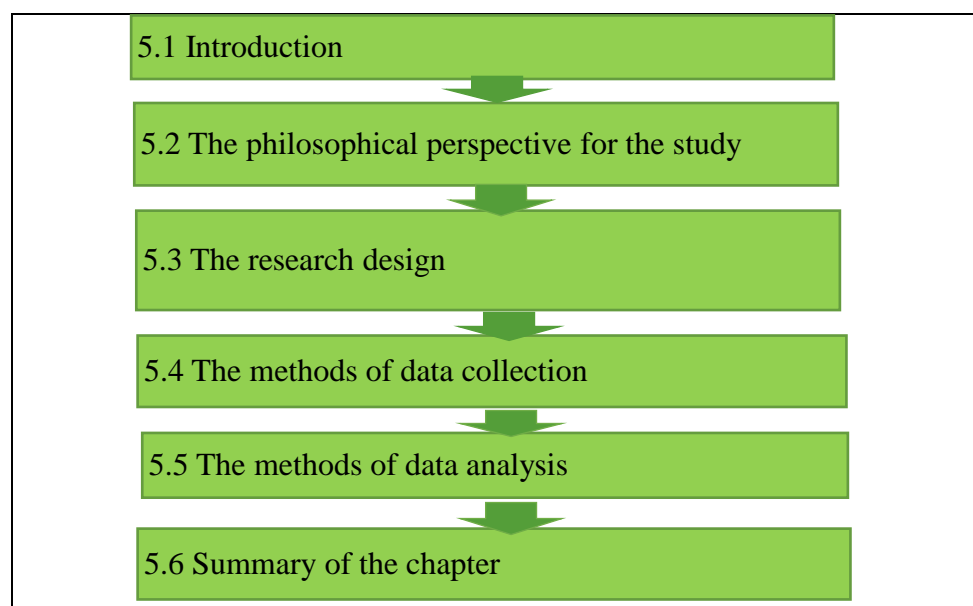 5.1 Introduction
5.2 The philosophical perspective for the study
5.3 The research design
5.4 The methods of data collection
5.5 The methods of data analysis
5.6 Summary of the chapter